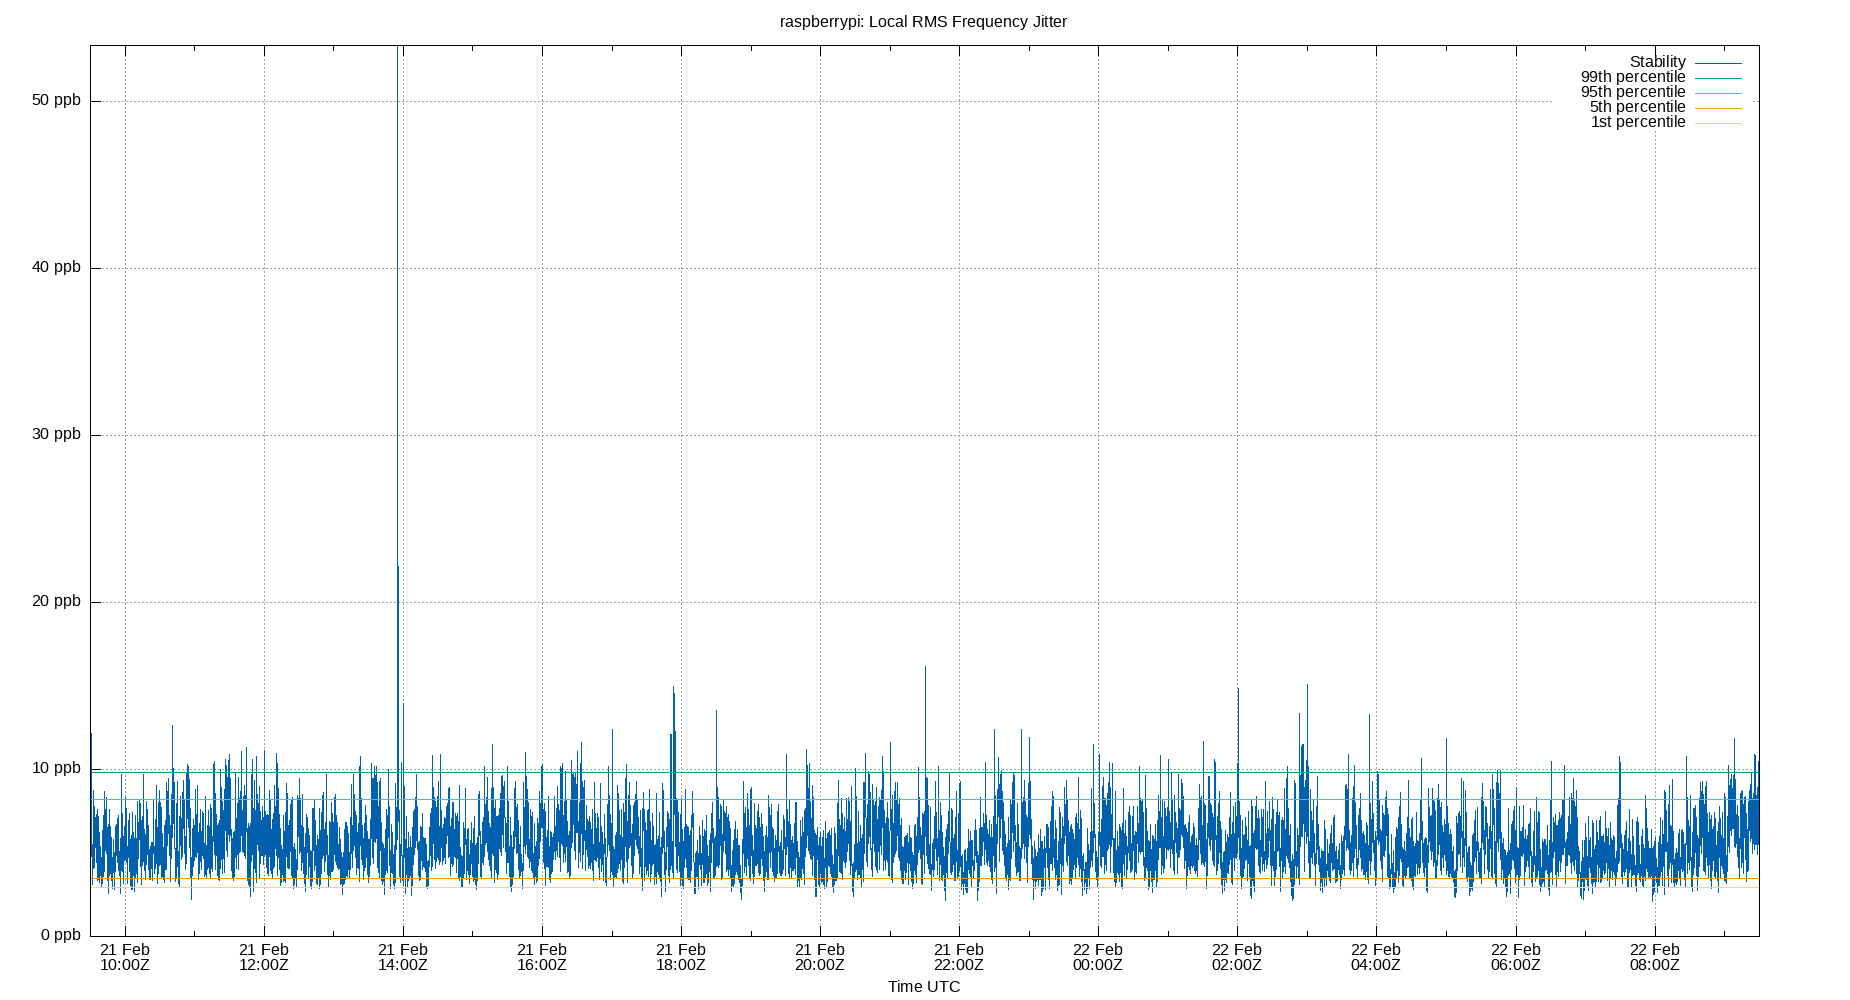 raspberrypi: Local RMS Frequency Jitter
Stability
99th percentile
95th percentile
5th percentile
1st percentile
50 ppb
40 ppb
30 ppb
20 ppb
10 ppb
0 ppb
21 Feb 21 Feb 21 Feb 21 Feb 21 Feb 21 Feb 21 Feb 22 Feb 22 Feb 22 Feb 22 Feb 22 Feb
10:00Z 12:00Z 14:00Z 16:00Z 18:00Z 20:00Z 22:00Z 00:00Z 02:00Z 04:00Z 06:00Z 08:00Z
Time UTC